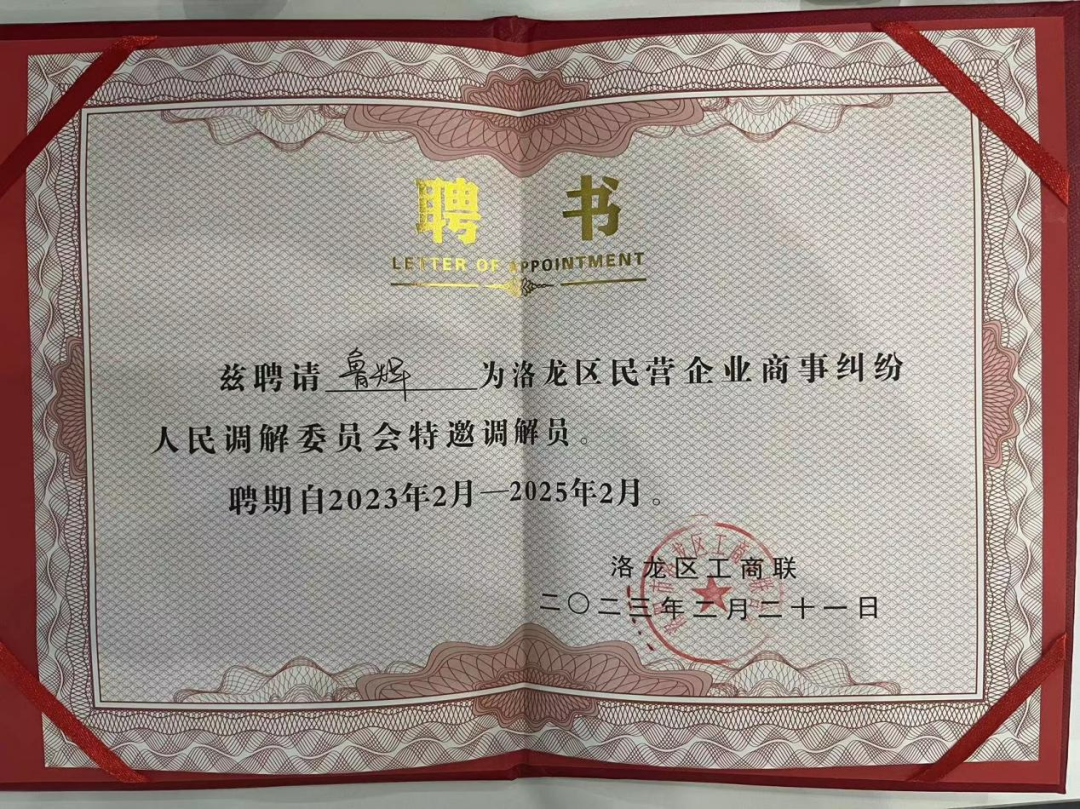 聘书
LETTER OF APPOINTMENT
兹聘请鲁烨为洛龙区民营企业商事纠纷
人民调解委员会特邀调解员。
聘期自2023年2月—2025年2月。
洛龙区工商联
二〇二三年二月二十一日